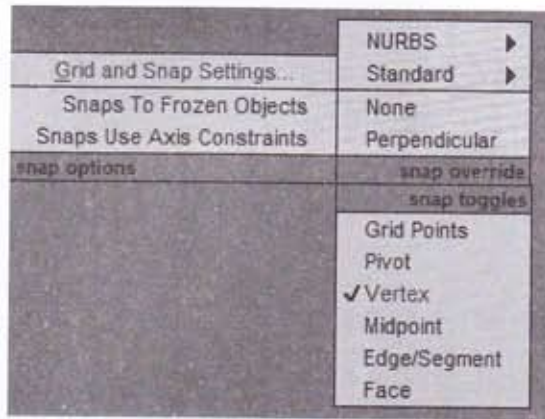 NURBS
Grid and Snap Settings...
Standard
Snaps To Frozen Objects
None
Snaps Use Axis Constraints
Perpendicular
snap options
snap override
snap toggles
Grid Points
Pivot
Vertex
Midpoint
Edge/Segment
Face